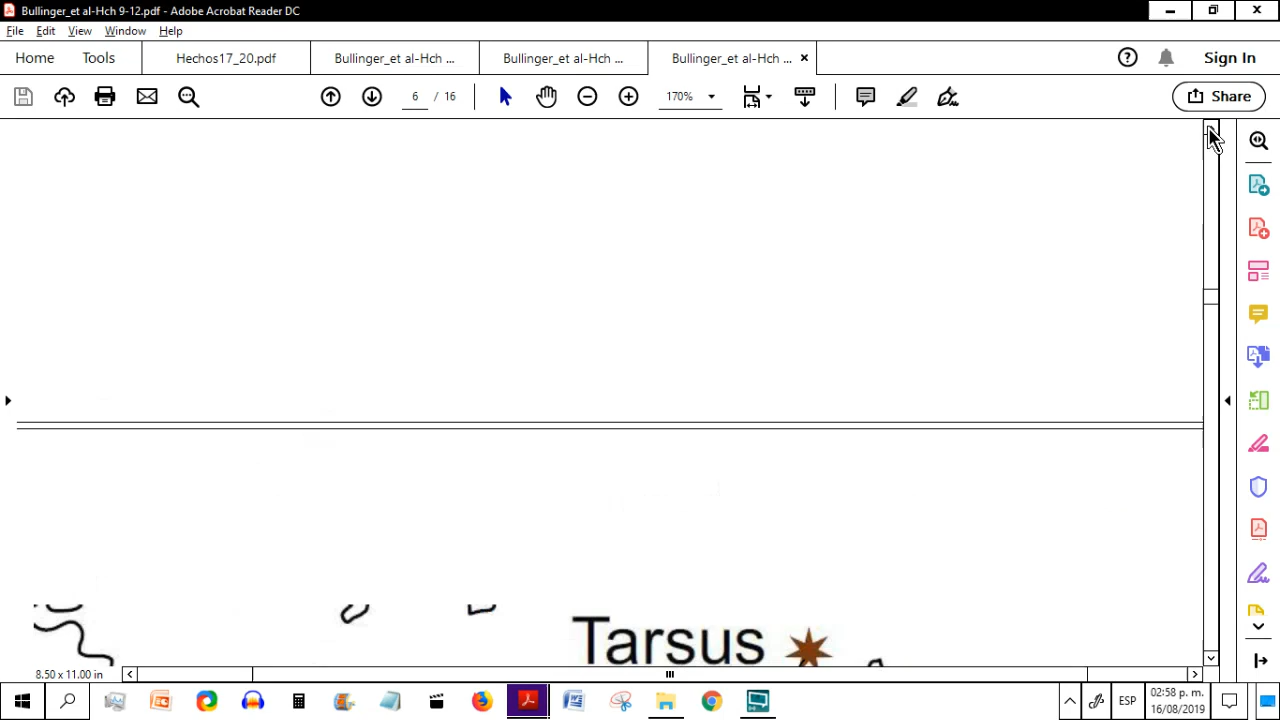 Bullinger_et al-Hch 9-12.pdf - Adobe Acrobat Reader DC
File Edit View Window Help
Home Tools Hechos17_20.pdf Bullinger_et al-Hch ... Bullinger_et al-Hch ... Bullinger_et al-Hch ... Sign In
6 / 16 170% Share
Tarsus
8.50 x 11.00 in
ESP 02:58 p. m.
16/08/2019